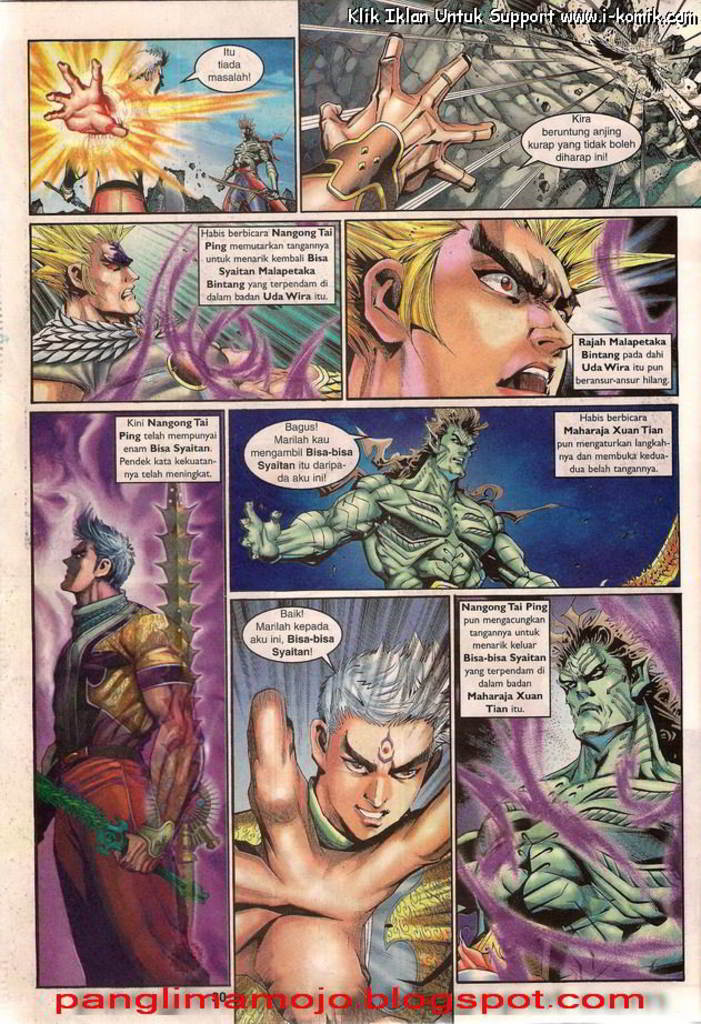 Klik Iklan Untuk Support www.i-komik.com
Itu
tiada
masalah!
Kira
beruntung anjing
kurap yang tidak boleh
diharap ini!
Habis berbicara Nangong Tai
Ping memutarkan tangannya
untuk menarik kembali Bisa
Syaitan Malapetaka
Bintang yang terpendam di
dalam badan Uda Wira itu.
Rajah Malapetaka
Bintang pada dahi
Uda Wira itu pun
beransur-ansur hilang.
Kini Nangong Tai
Ping telah mempunyai
enam Bisa Syaitan.
Pendek kata kekuatan-
nya telah meningkat.
Bagus!
Marilah kau
mengambil Bisa-bisa
Syaitan itu daripa-
da aku ini!
Habis berbicara
Maharaja Xuan Tian
pun mengaturkan langkah-
nya dan membuka kedua-
dua belah tangannya.
Baik!
Marilah kepada
aku ini, Bisa-bisa
Syaitan!
Nangong Tai Ping
pun mengacungkan
tangannya untuk
menarik keluar
Bisa-bisa Syaitan
yang terpendam di
dalam badan
Maharaja Xuan
Tian itu.
panglimamojo.blogspot.com